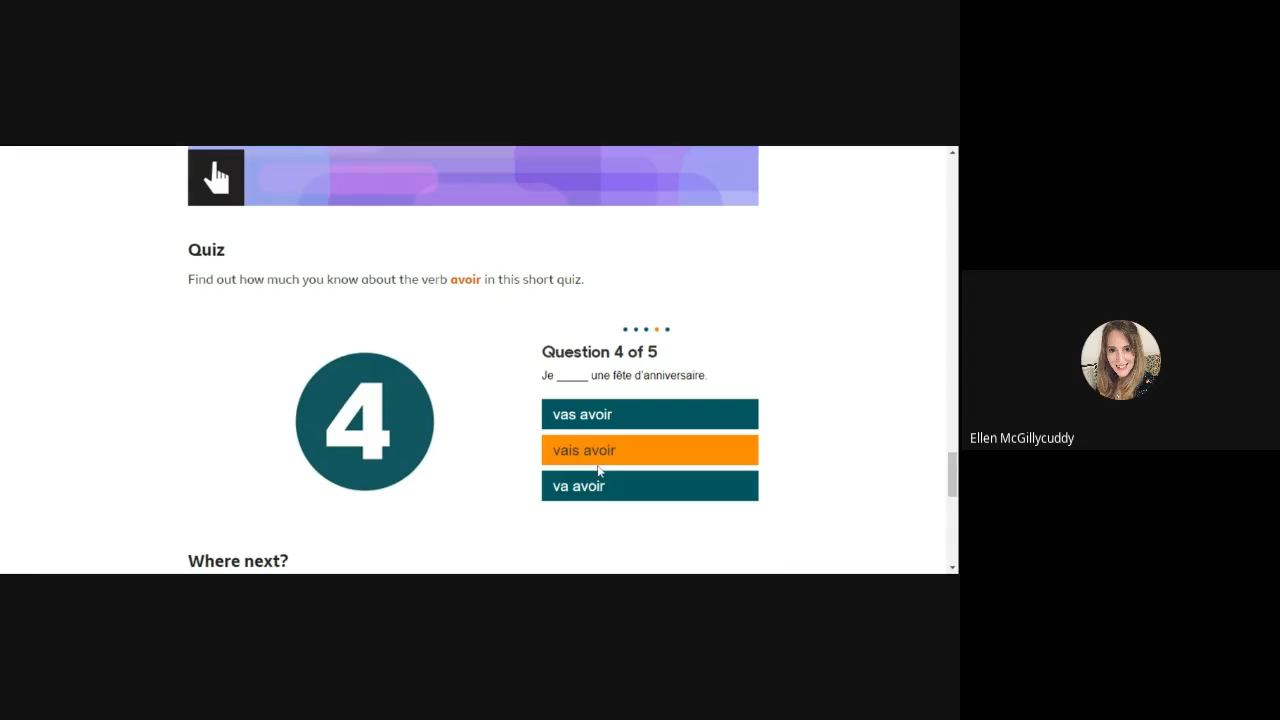 Quiz
Find out how much you know about the verb avoir in this short quiz.
4
Question 4 of 5
Je _____ une fête d'anniversaire.
vas avoir
vais avoir
va avoir
Where next?
Ellen McGillycuddy